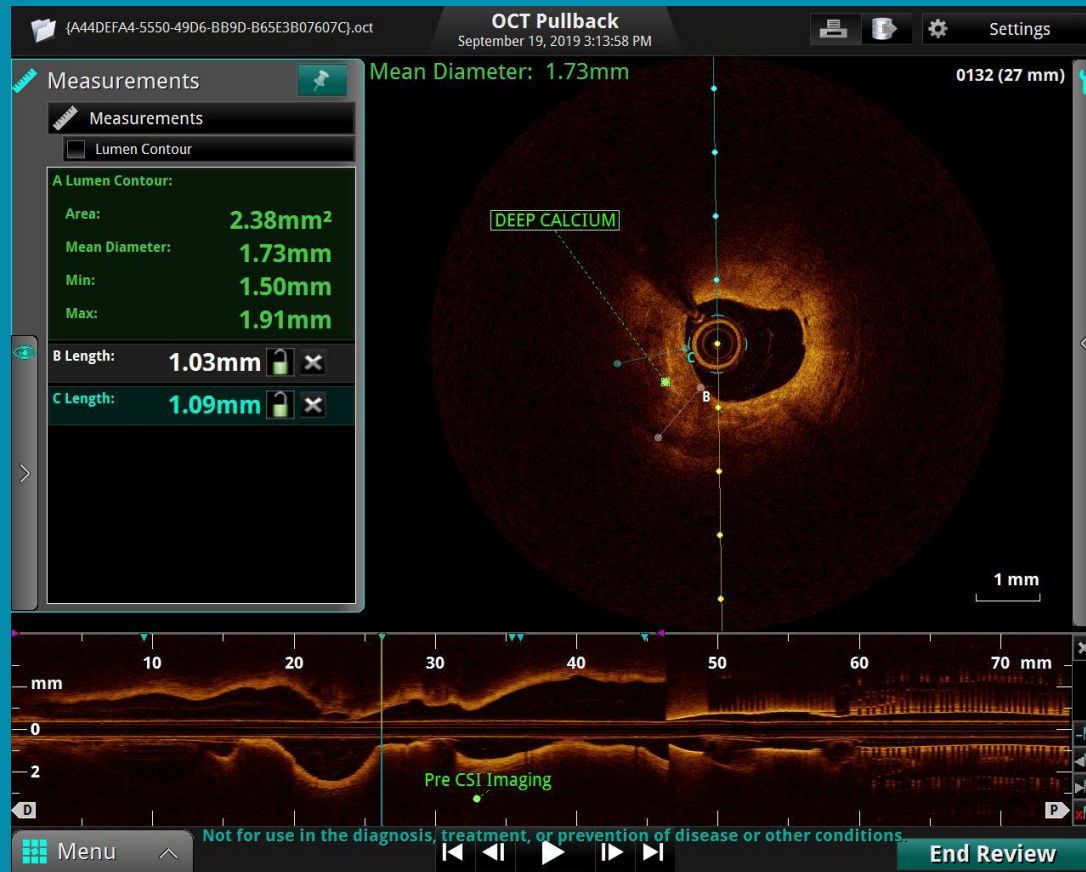 {A44DEFA4-5550-49D6-BB9D-B65E3B07607C}.oct
OCT Pullback
September 19, 2019 3:13:58 PM
Settings
Measurements
Measurements
Lumen Contour
A Lumen Contour:
Area: 2.38mm²
Mean Diameter: 1.73mm
Min: 1.50mm
Max: 1.91mm
B Length: 1.03mm
C Length: 1.09mm
Mean Diameter: 1.73mm
0132 (27 mm)
DEEP CALCIUM
C
B
1 mm
10 20 30 40 50 60 70 mm
mm
0
2
Pre CSI Imaging
D
P
Not for use in the diagnosis, treatment, or prevention of disease or other conditions.
Menu
End Review